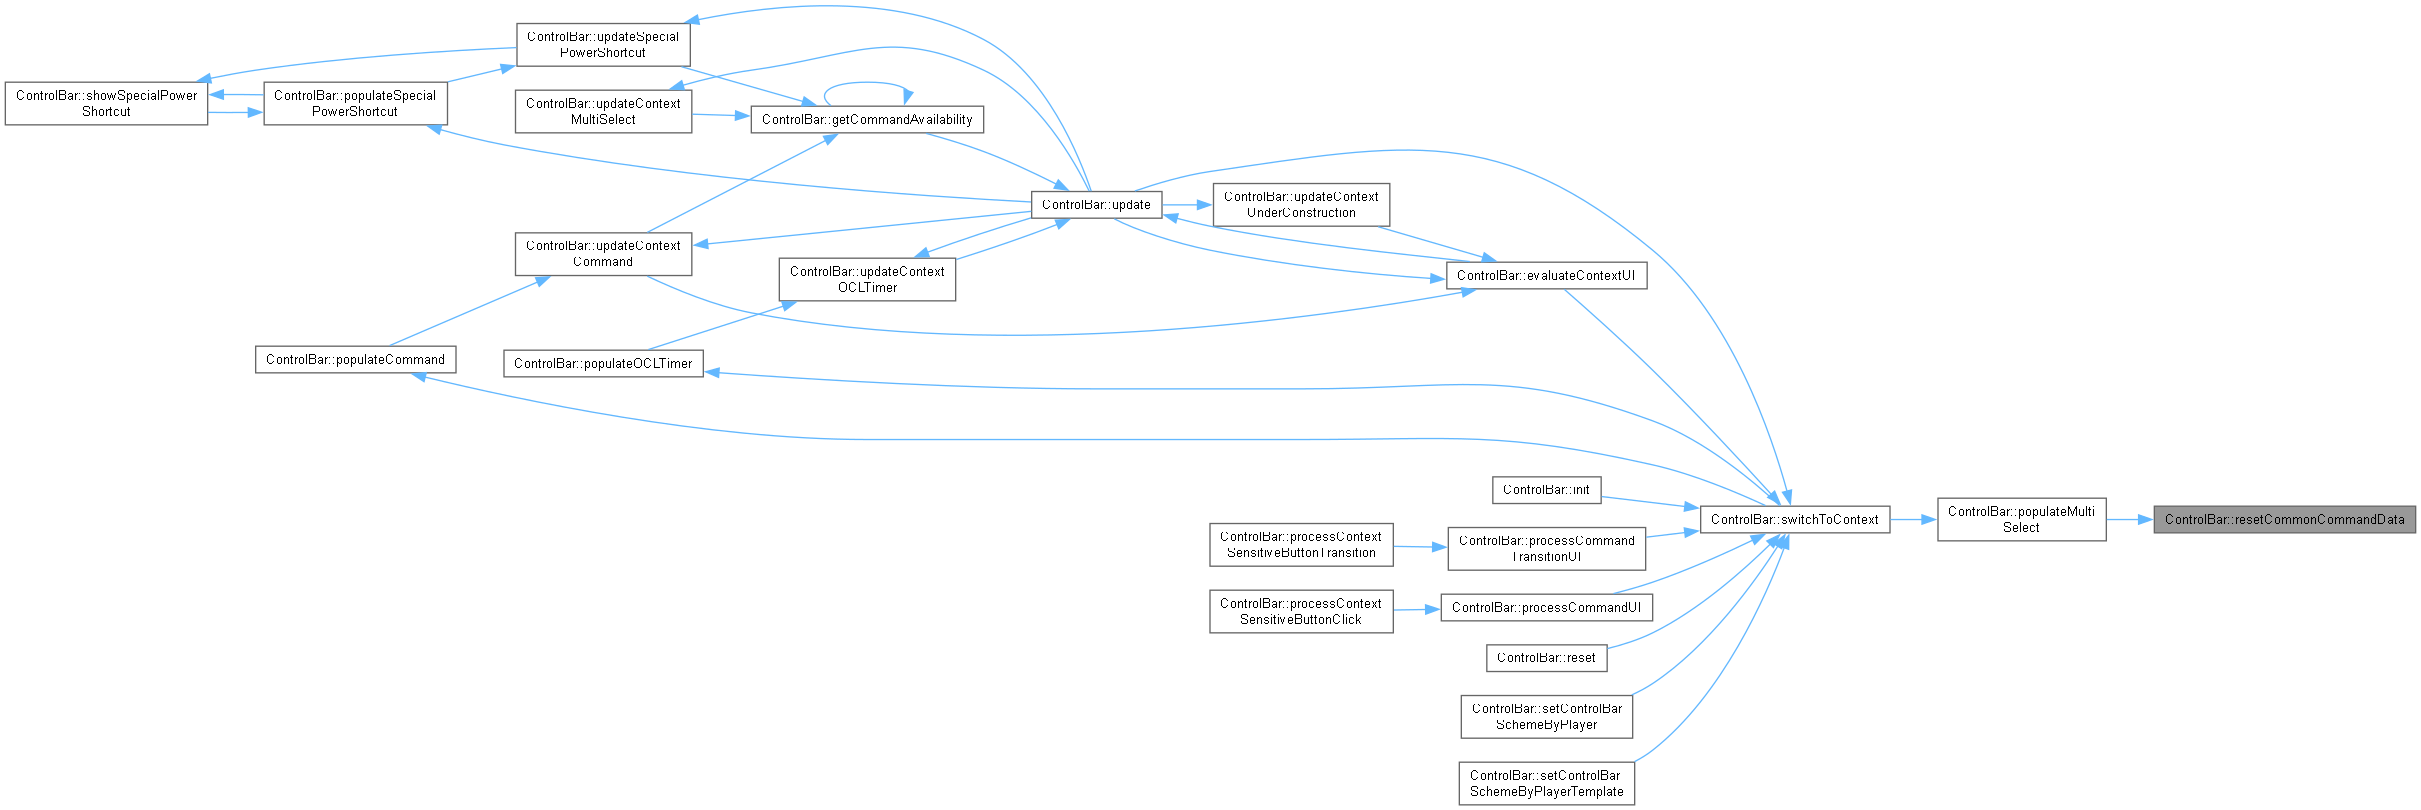 ControlBar::updateSpecial
PowerShortcut
ControlBar::showSpecialPower
Shortcut
ControlBar::populateSpecial
PowerShortcut
ControlBar::updateContext
MultiSelect
ControlBar::getCommandAvailability
ControlBar::update
ControlBar::updateContext
UnderConstruction
ControlBar::updateContext
Command
ControlBar::updateContext
OCLTimer
ControlBar::evaluateContextUI
ControlBar::populateCommand
ControlBar::populateOCLTimer
ControlBar::init
ControlBar::switchToContext
ControlBar::populateMulti
Select
ControlBar::resetCommonCommandData
ControlBar::processContext
SensitiveButtonTransition
ControlBar::processCommand
TransitionUI
ControlBar::processContext
SensitiveButtonClick
ControlBar::processCommandUI
ControlBar::reset
ControlBar::setControlBar
SchemeByPlayer
ControlBar::setControlBar
SchemeByPlayerTemplate